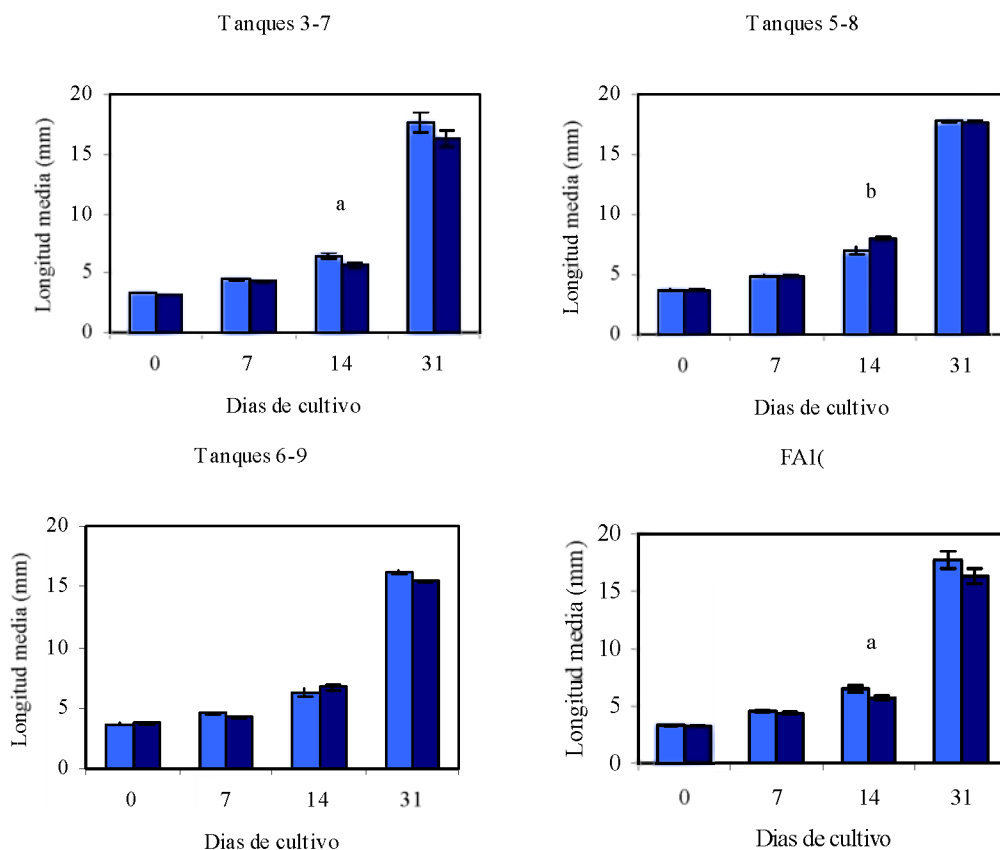 Tanques 3-7
Tanques 5-8
Longitud media (mm)
20
15
10
5
0
a
0 7 14 31
Dias de cultivo
Longitud media (mm)
20
15
10
5
0
b
0 7 14 31
Dias de cultivo
Tanques 6-9
FA1(
Longitud media (mm)
20
15
10
5
0
0 7 14 31
Dias de cultivo
Longitud media (mm)
20
15
10
5
0
a
0 7 14 31
Dias de cultivo